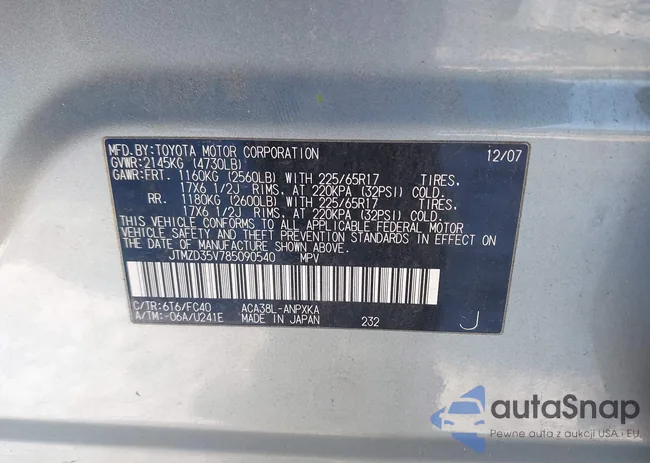 MFD.BY:TOYOTA MOTOR CORPORATION 12/07
GVWR:2145KG (4730LB)
GAWR:FRT. 1160KG (2560LB) WITH 225/65R17 TIRES,
17X6 1/2J RIMS, AT 220KPA (32PSI) COLD.
RR. 1180KG (2600LB) WITH 225/65R17 TIRES,
17X6 1/2J RIMS, AT 220KPA (32PSI) COLD.
THIS VEHICLE CONFORMS TO ALL APPLICABLE FEDERAL MOTOR
VEHICLE SAFETY AND THEFT PREVENTION STANDARDS IN EFFECT ON
THE DATE OF MANUFACTURE SHOWN ABOVE.
JTMZD35V785090540 MPV
C/TR:6T6/FC40 ACA38L-ANPXKA
A/TM:-06A/U241E MADE IN JAPAN 232 J
autaSnap
Pewne auta z aukcji USA i EU.